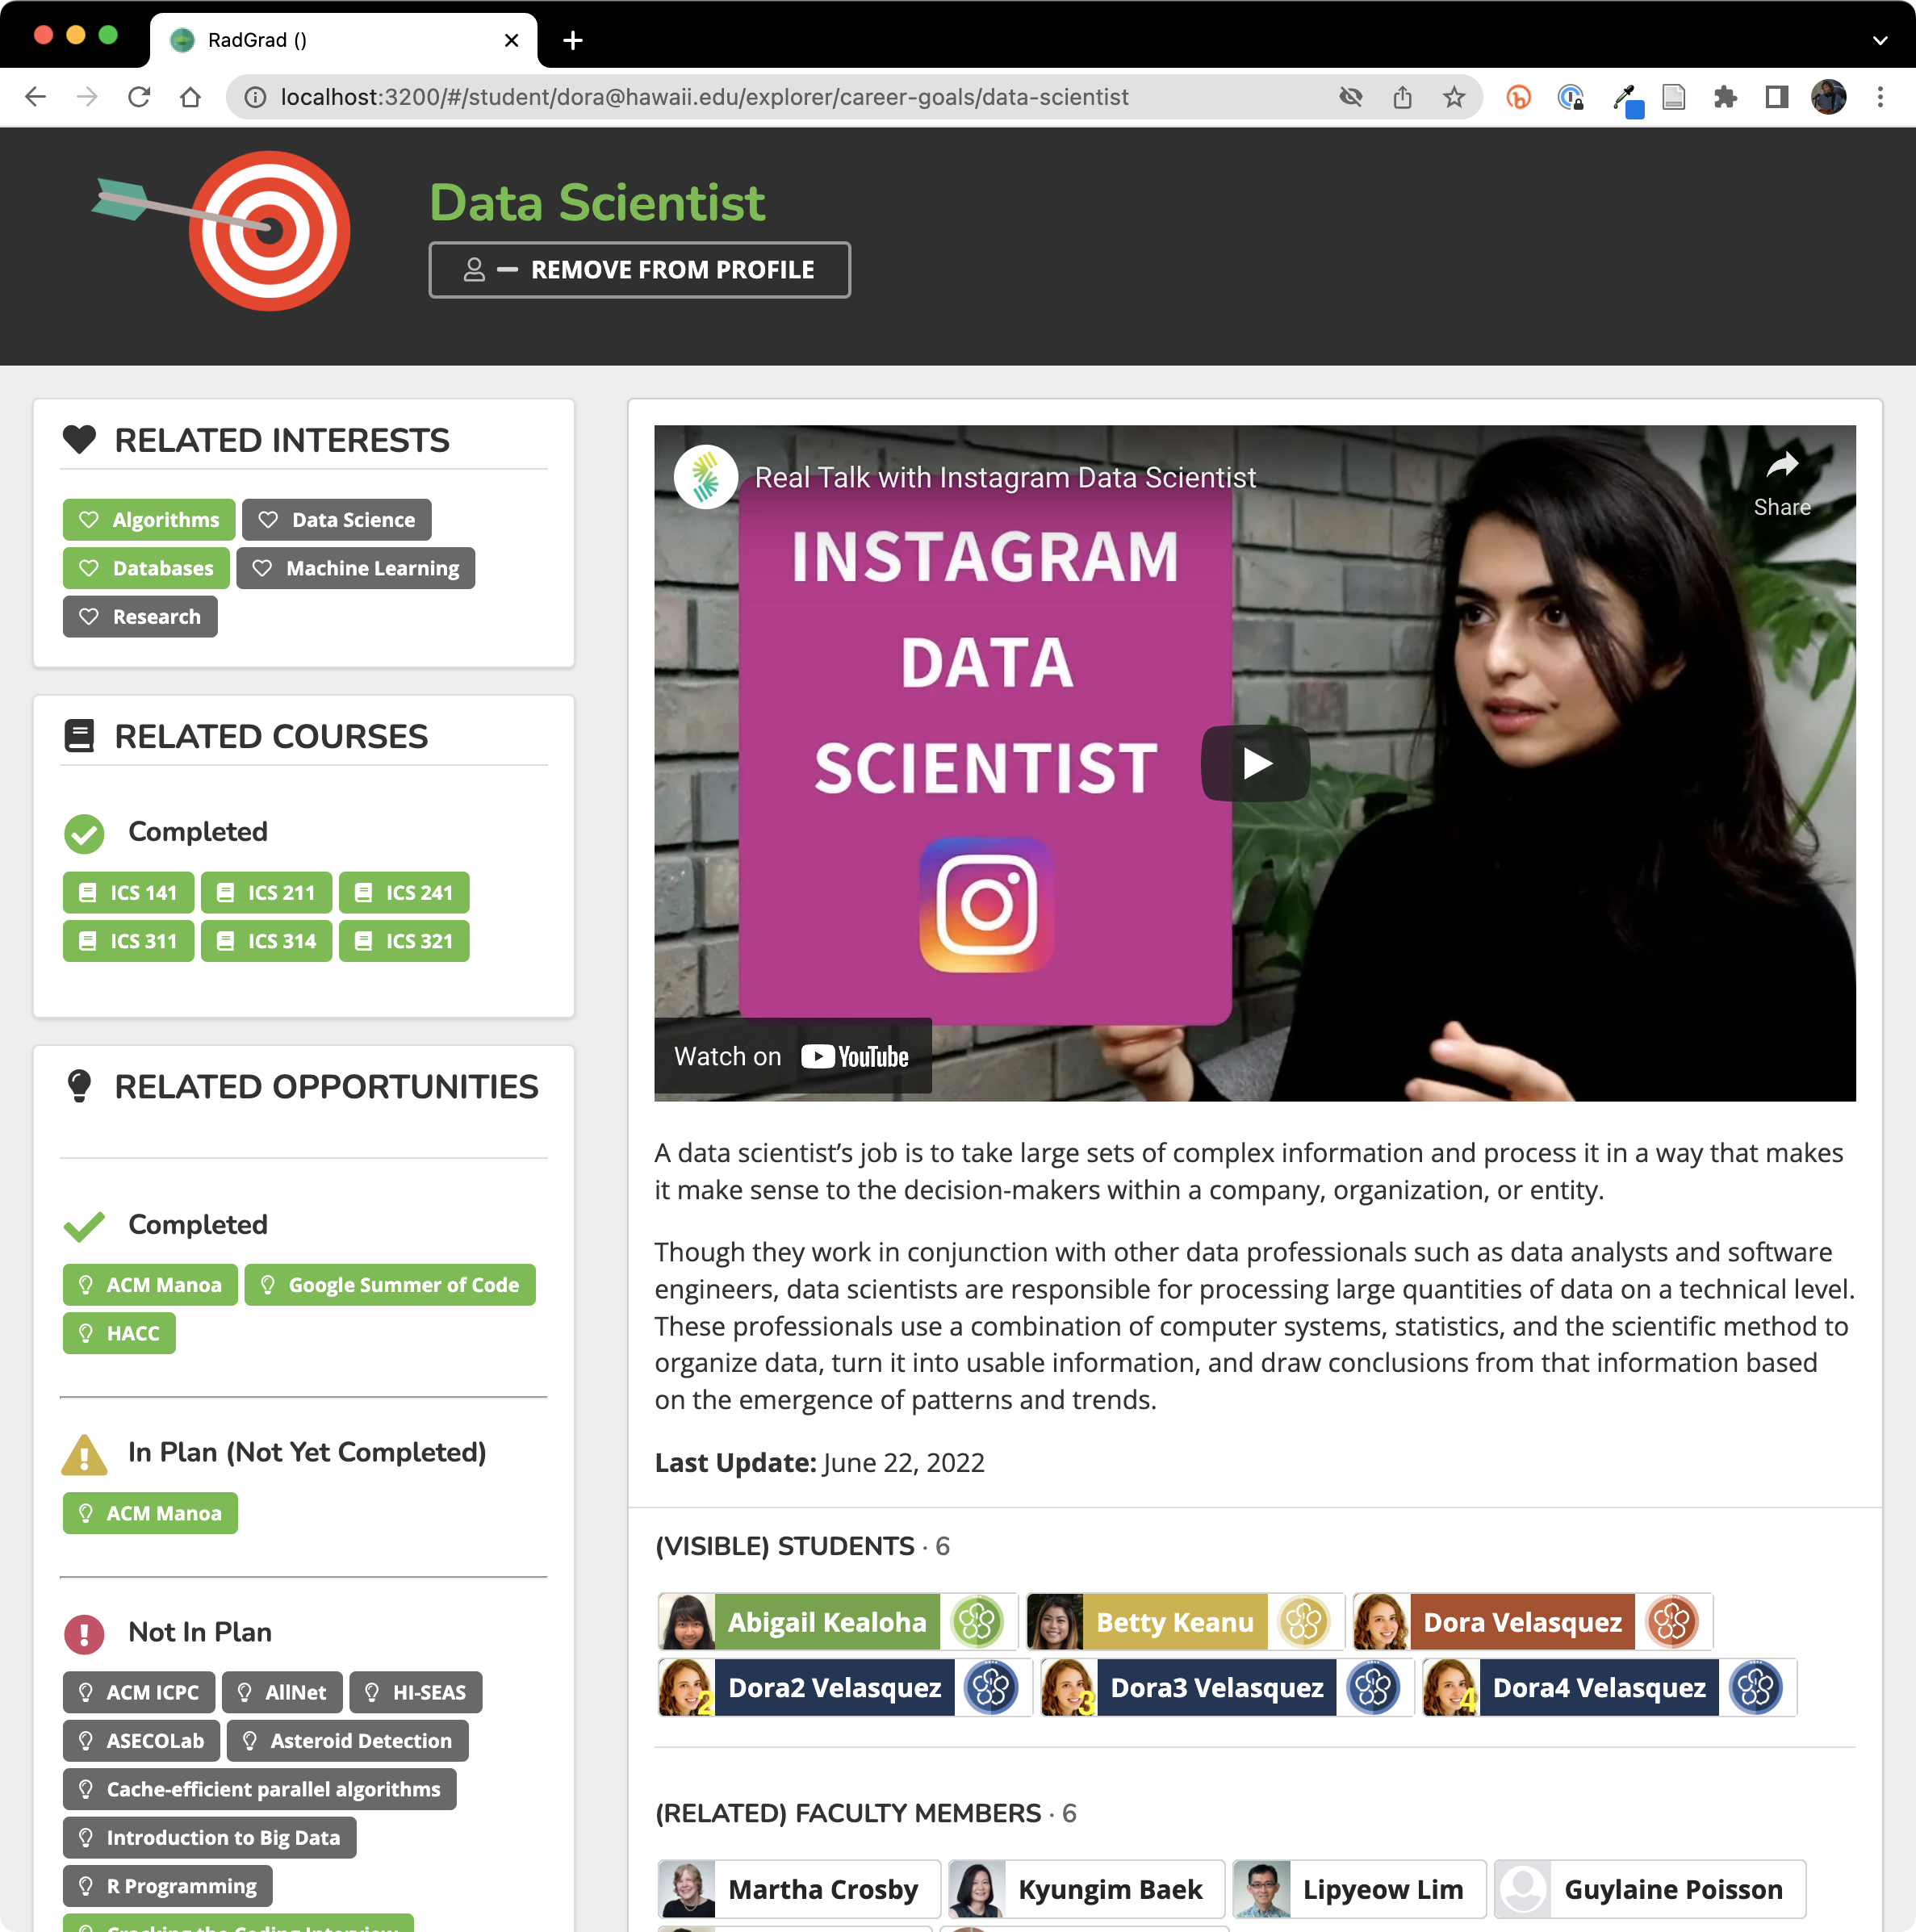 RadGrad ()
localhost:3200/#/student/dora@hawaii.edu/explorer/career-goals/data-scientist
Data Scientist
REMOVE FROM PROFILE
RELATED INTERESTS
Algorithms Data Science
Databases Machine Learning
Research
RELATED COURSES
Completed
ICS 141 ICS 211 ICS 241
ICS 311 ICS 314 ICS 321
RELATED OPPORTUNITIES
Completed
ACM Manoa Google Summer of Code
HACC
In Plan (Not Yet Completed)
ACM Manoa
Not In Plan
ACM ICPC AllNet HI-SEAS
ASECOLab Asteroid Detection
Cache-efficient parallel algorithms
Introduction to Big Data
R Programming
Cracking the Coding Interview
Real Talk with Instagram Data Scientist
Share
INSTAGRAM
DATA
SCIENTIST
Watch on YouTube
A data scientist’s job is to take large sets of complex information and process it in a way that makes
it make sense to the decision-makers within a company, organization, or entity.
Though they work in conjunction with other data professionals such as data analysts and software
engineers, data scientists are responsible for processing large quantities of data on a technical level.
These professionals use a combination of computer systems, statistics, and the scientific method to
organize data, turn it into usable information, and draw conclusions from that information based
on the emergence of patterns and trends.
Last Update: June 22, 2022
(VISIBLE) STUDENTS · 6
Abigail Kealoha Betty Keanu Dora Velasquez
2 Dora2 Velasquez 3 Dora3 Velasquez 4 Dora4 Velasquez
(RELATED) FACULTY MEMBERS · 6
Martha Crosby Kyungim Baek Lipyeow Lim Guylaine Poisson